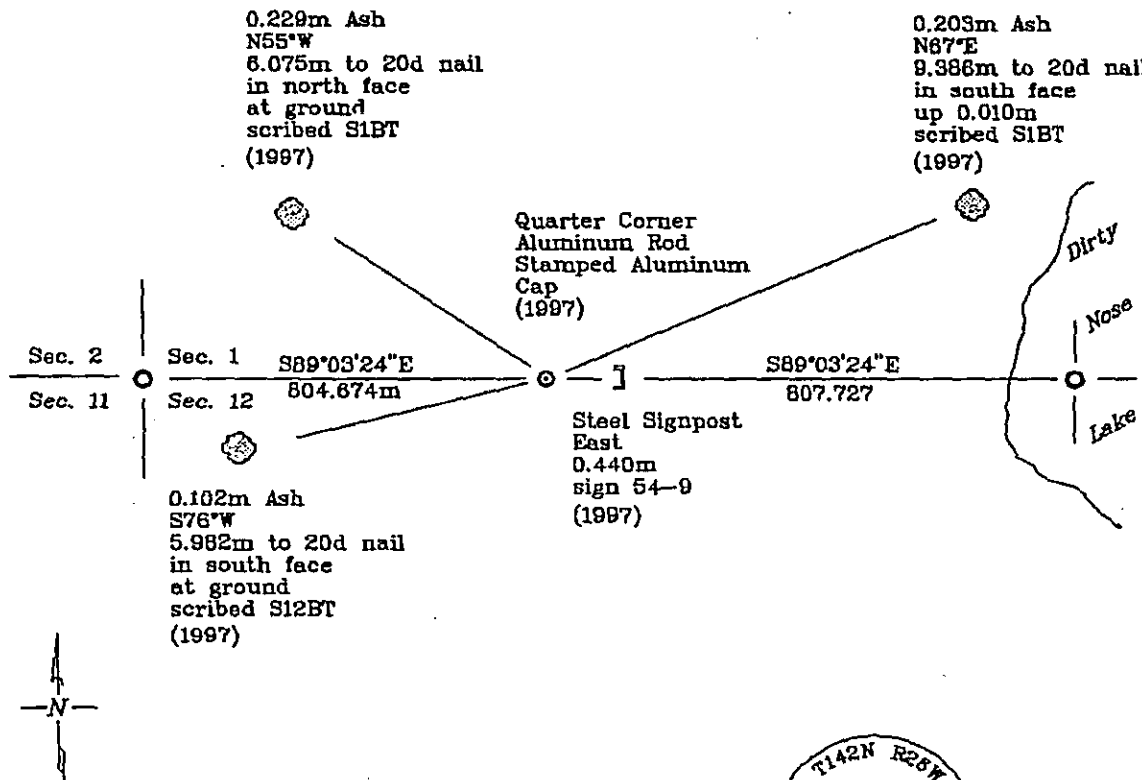 0.229m Ash
N55°W
6.075m to 20d nail
in north face
at ground
scribed S1BT
(1997)
0.203m Ash
N67°E
9.386m to 20d nail
in south face
up 0.010m
scribed S1BT
(1997)
Quarter Corner
Aluminum Rod
Stamped Aluminum
Cap
(1997)
Dirty
Nose
Lake
Sec. 2
Sec. 1
S89°03'24"E
804.674m
S89°03'24"E
807.727
Sec. 11
Sec. 12
Steel Signpost
East
0.440m
sign 54-9
(1997)
0.102m Ash
S76°W
5.982m to 20d nail
in south face
at ground
scribed S12BT
(1997)
N
T142N R28W